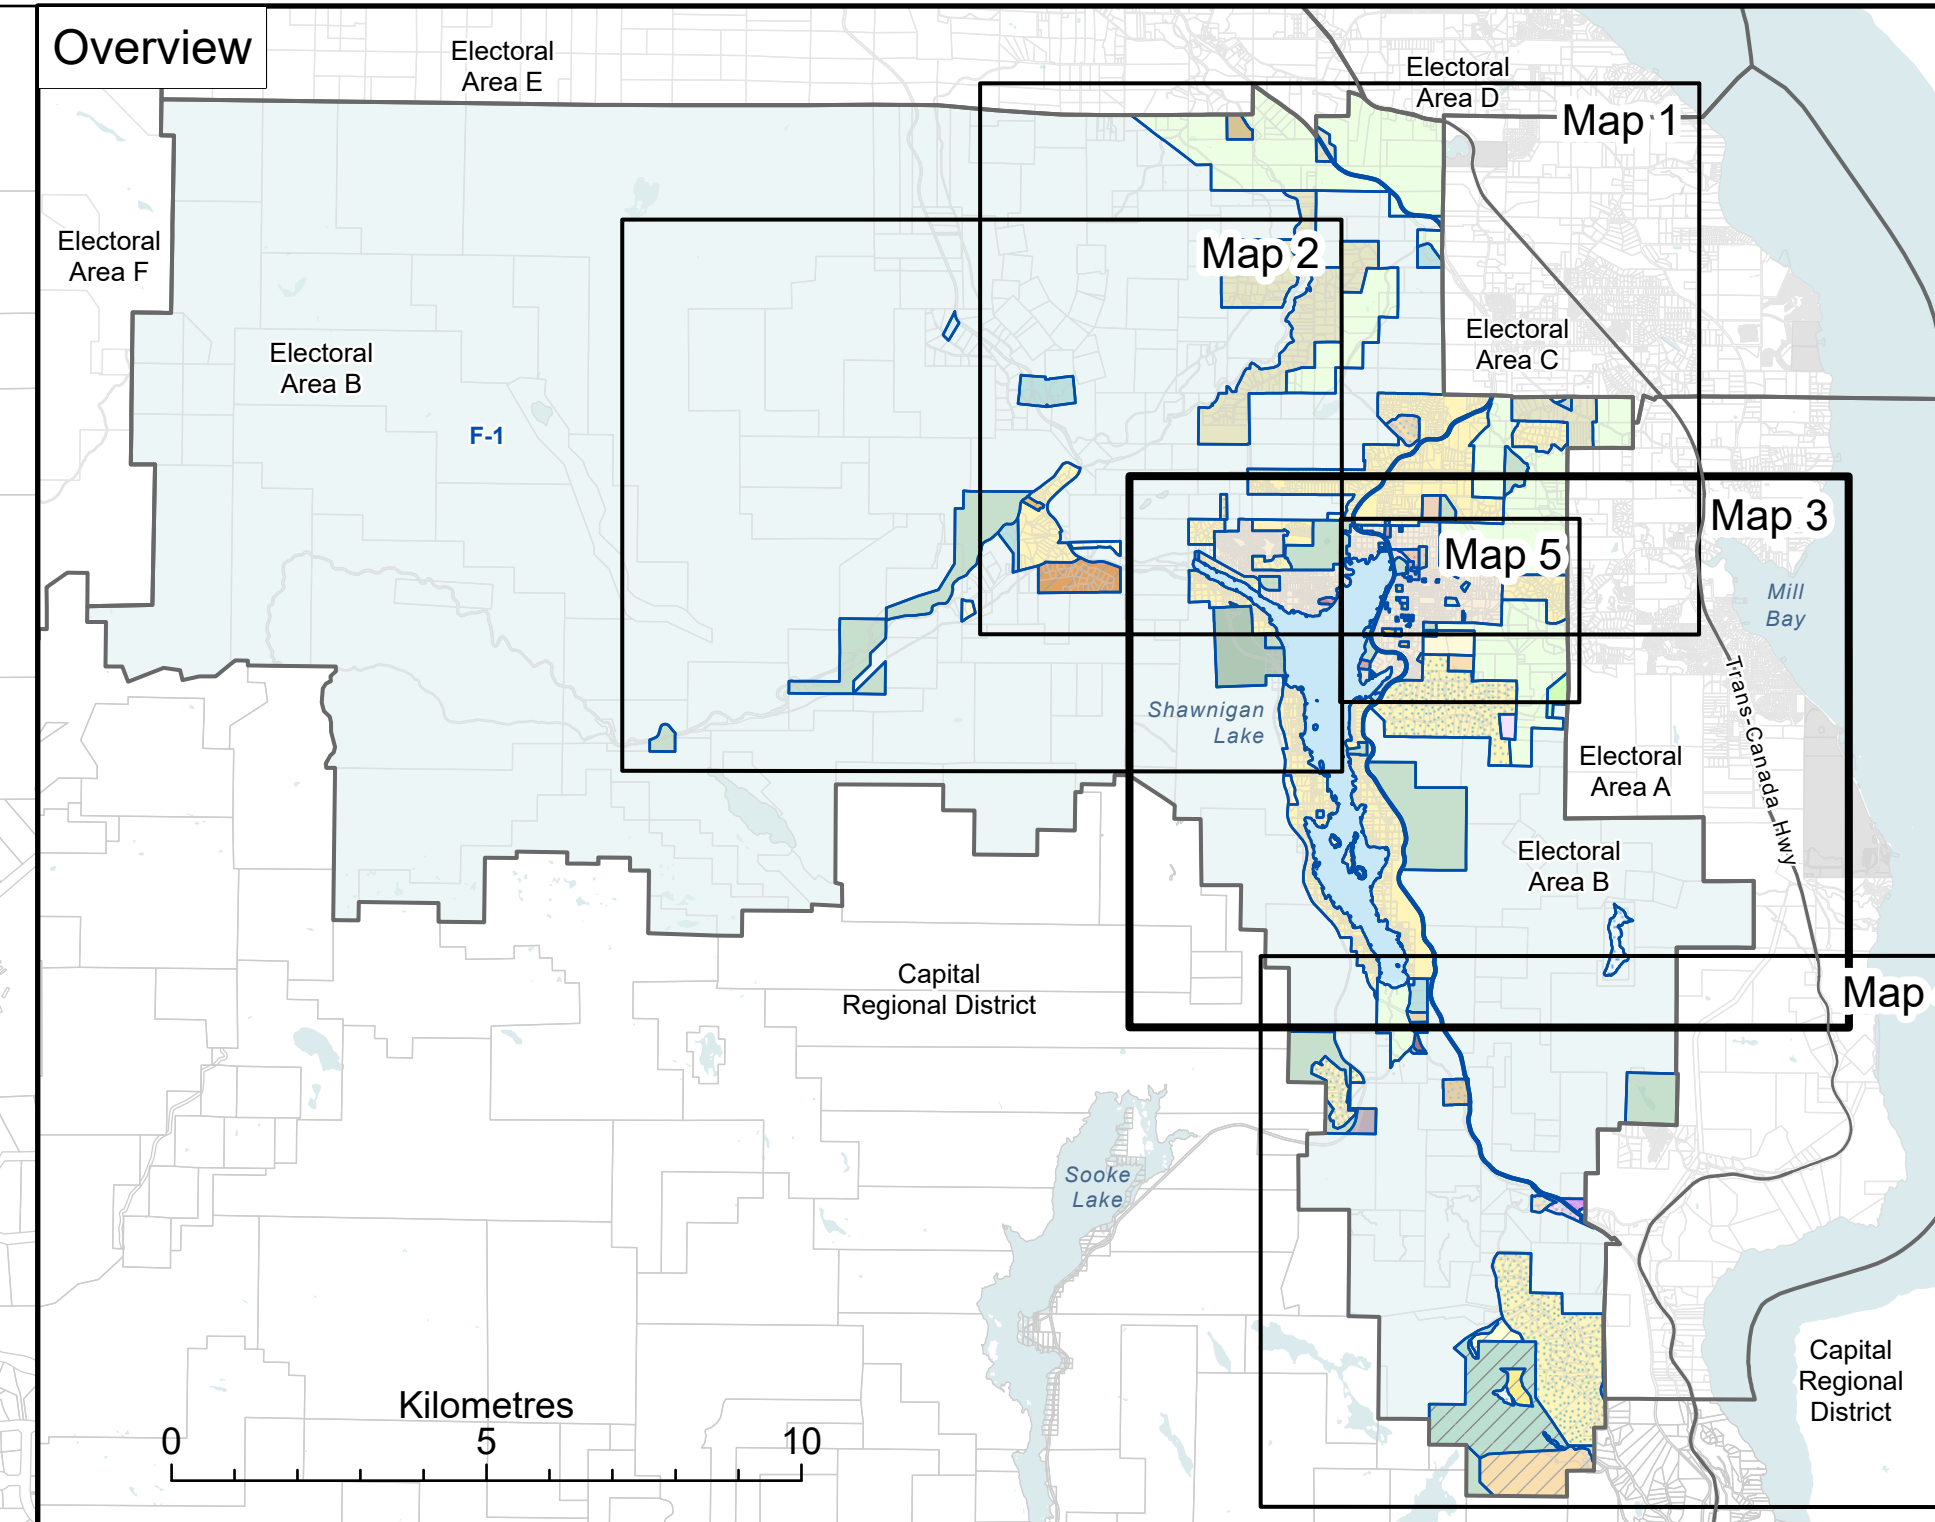 Overview
Electoral
Area E
Electoral
Area D
Map 1
Electoral
Area F
Map 2
Electoral
Area C
Electoral
Area B
F-1
Map 3
Map 5
Mill
Bay
Shawnigan
Lake
Trans-Canada Hwy
Electoral
Area A
Electoral
Area B
Capital
Regional District
Map
Sooke
Lake
Capital
Regional
District
Kilometres
0 5 10